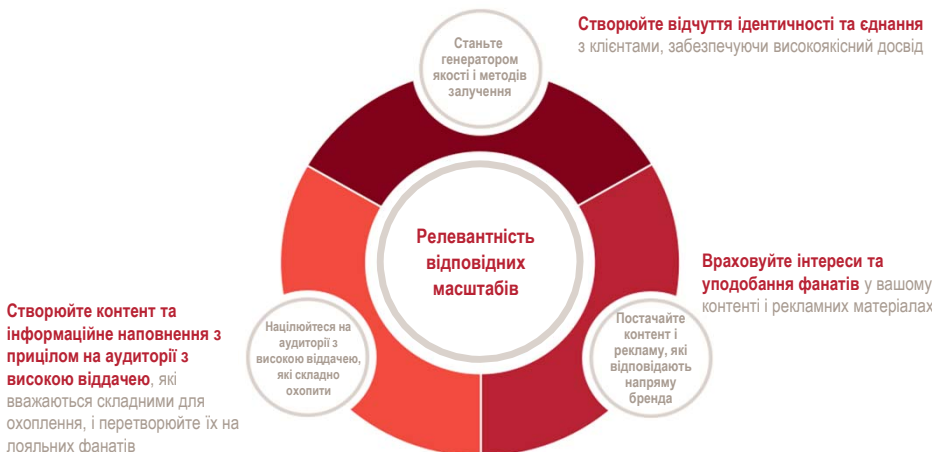 Створюйте відчуття ідентичності та єднання
з клієнтами, забезпечуючи високоякісний досвід
Станьте
генератором
якості і методів
залучення
Релевантність
відповідних
масштабів
Враховуйте інтереси та
уподобання фанатів у вашому
контенті і рекламних матеріалах
Постачайте
контент і
рекламу, які
відповідають
напряму
бренда
Націлюйтеся на
аудиторії з
високою віддачею,
які складно
охопити
Створюйте контент та
інформаційне наповнення з
прицілом на аудиторії з
високою віддачею, які
вважаються складними для
охоплення, і перетворюйте їх на
лояльних фанатів